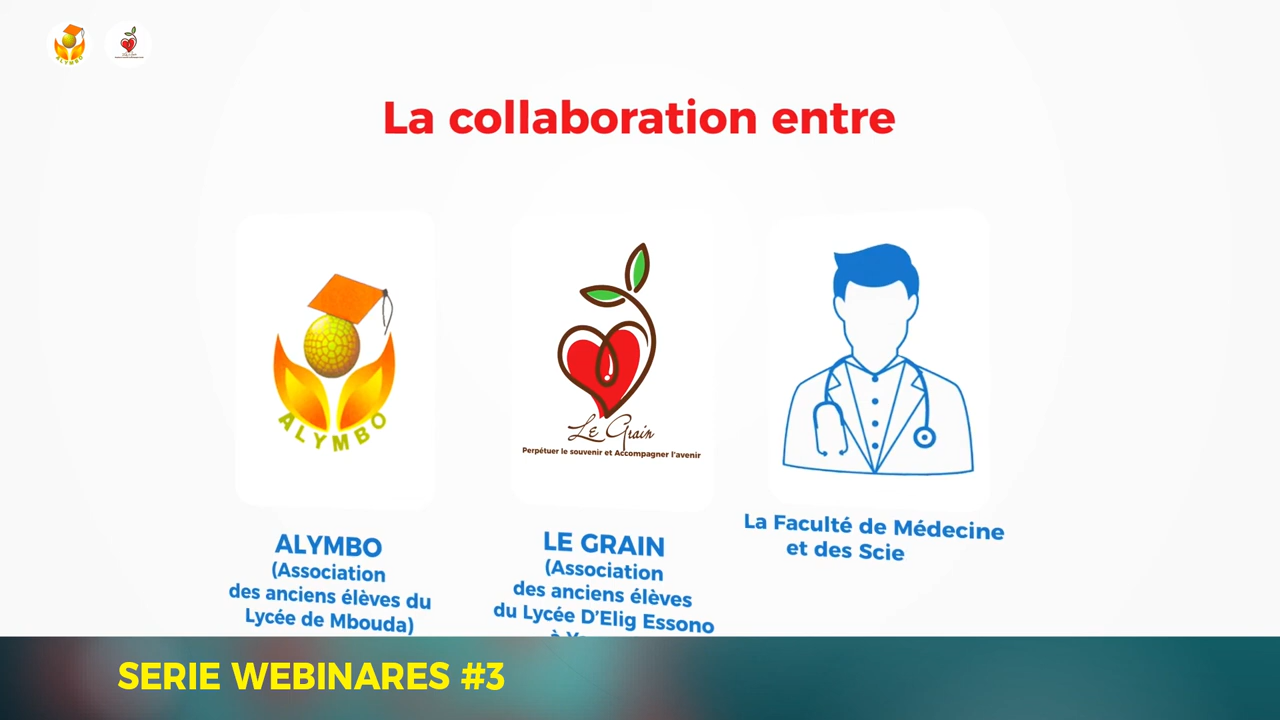 La collaboration entre
ALYMBO
Le Grain
Perpétuer le souvenir et Accompagner l'avenir
ALYMBO
(Association
des anciens élèves du
Lycée de Mbouda)
LE GRAIN
(Association
des anciens élèves
du Lycée D'Elig Essono
à
La Faculté de Médecine
et des Scie
SERIE WEBINARES #3